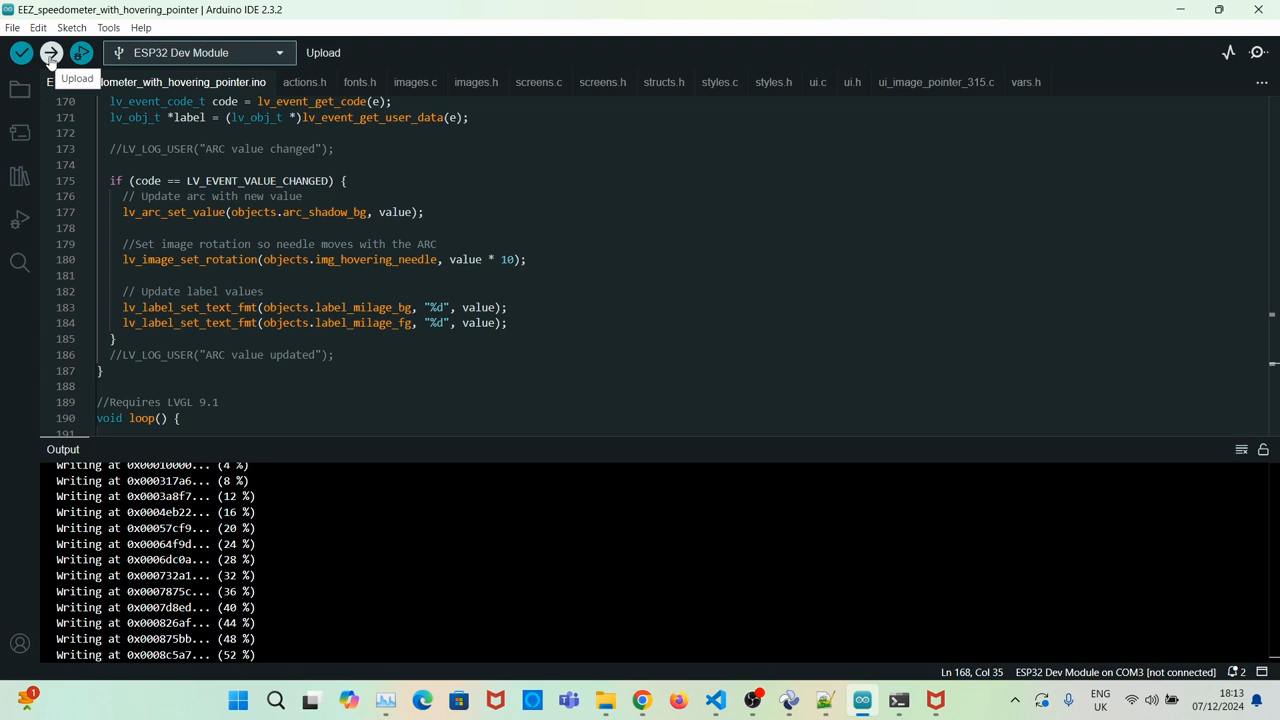 EEZ_speedometer_with_hovering_pointer | Arduino IDE 2.3.2
File Edit Sketch Tools Help
ESP32 Dev Module Upload
Upload
ometer_with_hovering_pointer.ino actions.h fonts.h images.c images.h screens.c screens.h structs.h styles.c styles.h ui.c ui.h ui_image_pointer_315.c vars.h
170 lv_event_code_t code = lv_event_get_code(e);
171 lv_obj_t *label = (lv_obj_t *)lv_event_get_user_data(e);
172
173 //LV_LOG_USER("ARC value changed");
174
175 if (code == LV_EVENT_VALUE_CHANGED) {
176 // Update arc with new value
177 lv_arc_set_value(objects.arc_shadow_bg, value);
178
179 //Set image rotation so needle moves with the ARC
180 lv_image_set_rotation(objects.img_hovering_needle, value * 10);
181
182 // Update label values
183 lv_label_set_text_fmt(objects.label_milage_bg, "%d", value);
184 lv_label_set_text_fmt(objects.label_milage_fg, "%d", value);
185 }
186 //LV_LOG_USER("ARC value updated");
187 }
188
189 //Requires LVGL 9.1
190 void loop() {
191
Output
Writing at 0x00010000... (4 %)
Writing at 0x000317a6... (8 %)
Writing at 0x0003a8f7... (12 %)
Writing at 0x0004eb22... (16 %)
Writing at 0x00057cf9... (20 %)
Writing at 0x00064f9d... (24 %)
Writing at 0x0006dc0a... (28 %)
Writing at 0x000732a1... (32 %)
Writing at 0x0007875c... (36 %)
Writing at 0x0007d8ed... (40 %)
Writing at 0x000826af... (44 %)
Writing at 0x000875bb... (48 %)
Writing at 0x0008c5a7... (52 %)
Ln 168, Col 35 ESP32 Dev Module on COM3 [not connected] 2
1
ENG
UK
18:13
07/12/2024